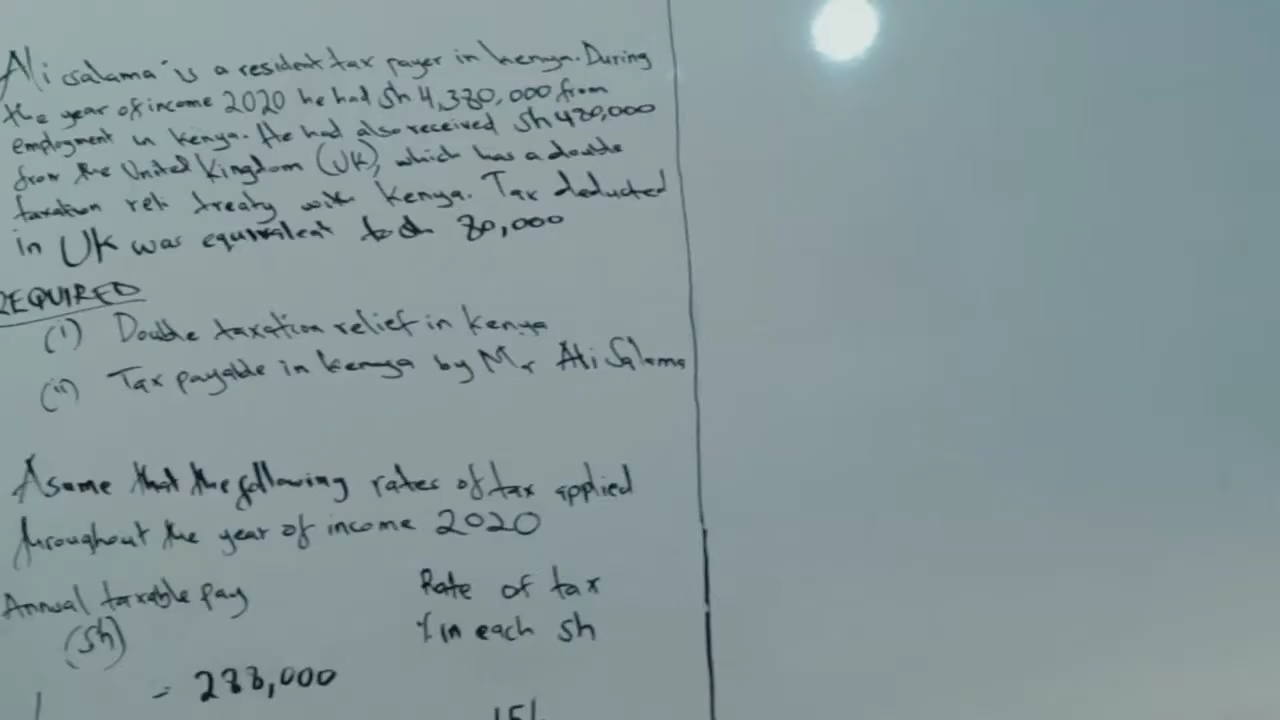 Ali Salama is a resident tax payer in Kenya. During
the year of income 2020 he had Sh 4,380,000 from
employment in Kenya. He had also received Sh 480,000
from the United Kingdom (UK), which has a double
taxation treaty with Kenya. Tax deducted
in UK was equivalent to 80,000
REQUIRED
(i) Double taxation relief in Kenya
(ii) Tax payable in Kenya by Mr Ali Salama
Assume that the following rates of tax applied
throughout the year of income 2020
Annual taxable pay Rate of tax
(Sh) % in each Sh
- 288,000